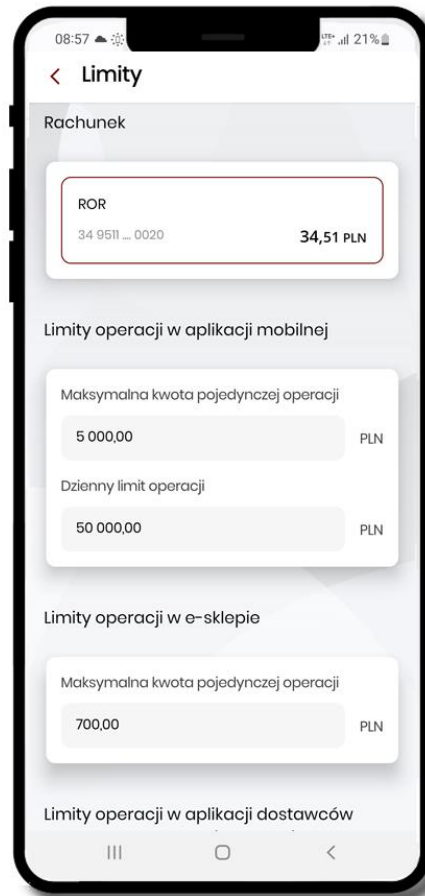 08:57
LTE+ 21%
Limity
Rachunek
ROR
34 9511 .... 0020
34,51 PLN
Limity operacji w aplikacji mobilnej
Maksymalna kwota pojedynczej operacji
5 000,00 PLN
Dzienny limit operacji
50 000,00 PLN
Limity operacji w e-sklepie
Maksymalna kwota pojedynczej operacji
700,00 PLN
Limity operacji w aplikacji dostawców